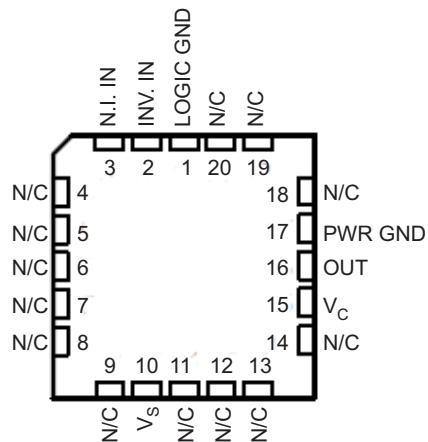 N.I. IN
INV. IN
LOGIC GND
N/C
N/C
3 2 1 20 19
N/C 4 18 N/C
N/C 5 17 PWR GND
N/C 6 16 OUT
N/C 7 15 VC
N/C 8 14 N/C
9 10 11 12 13
N/C
VS
N/C
N/C
N/C